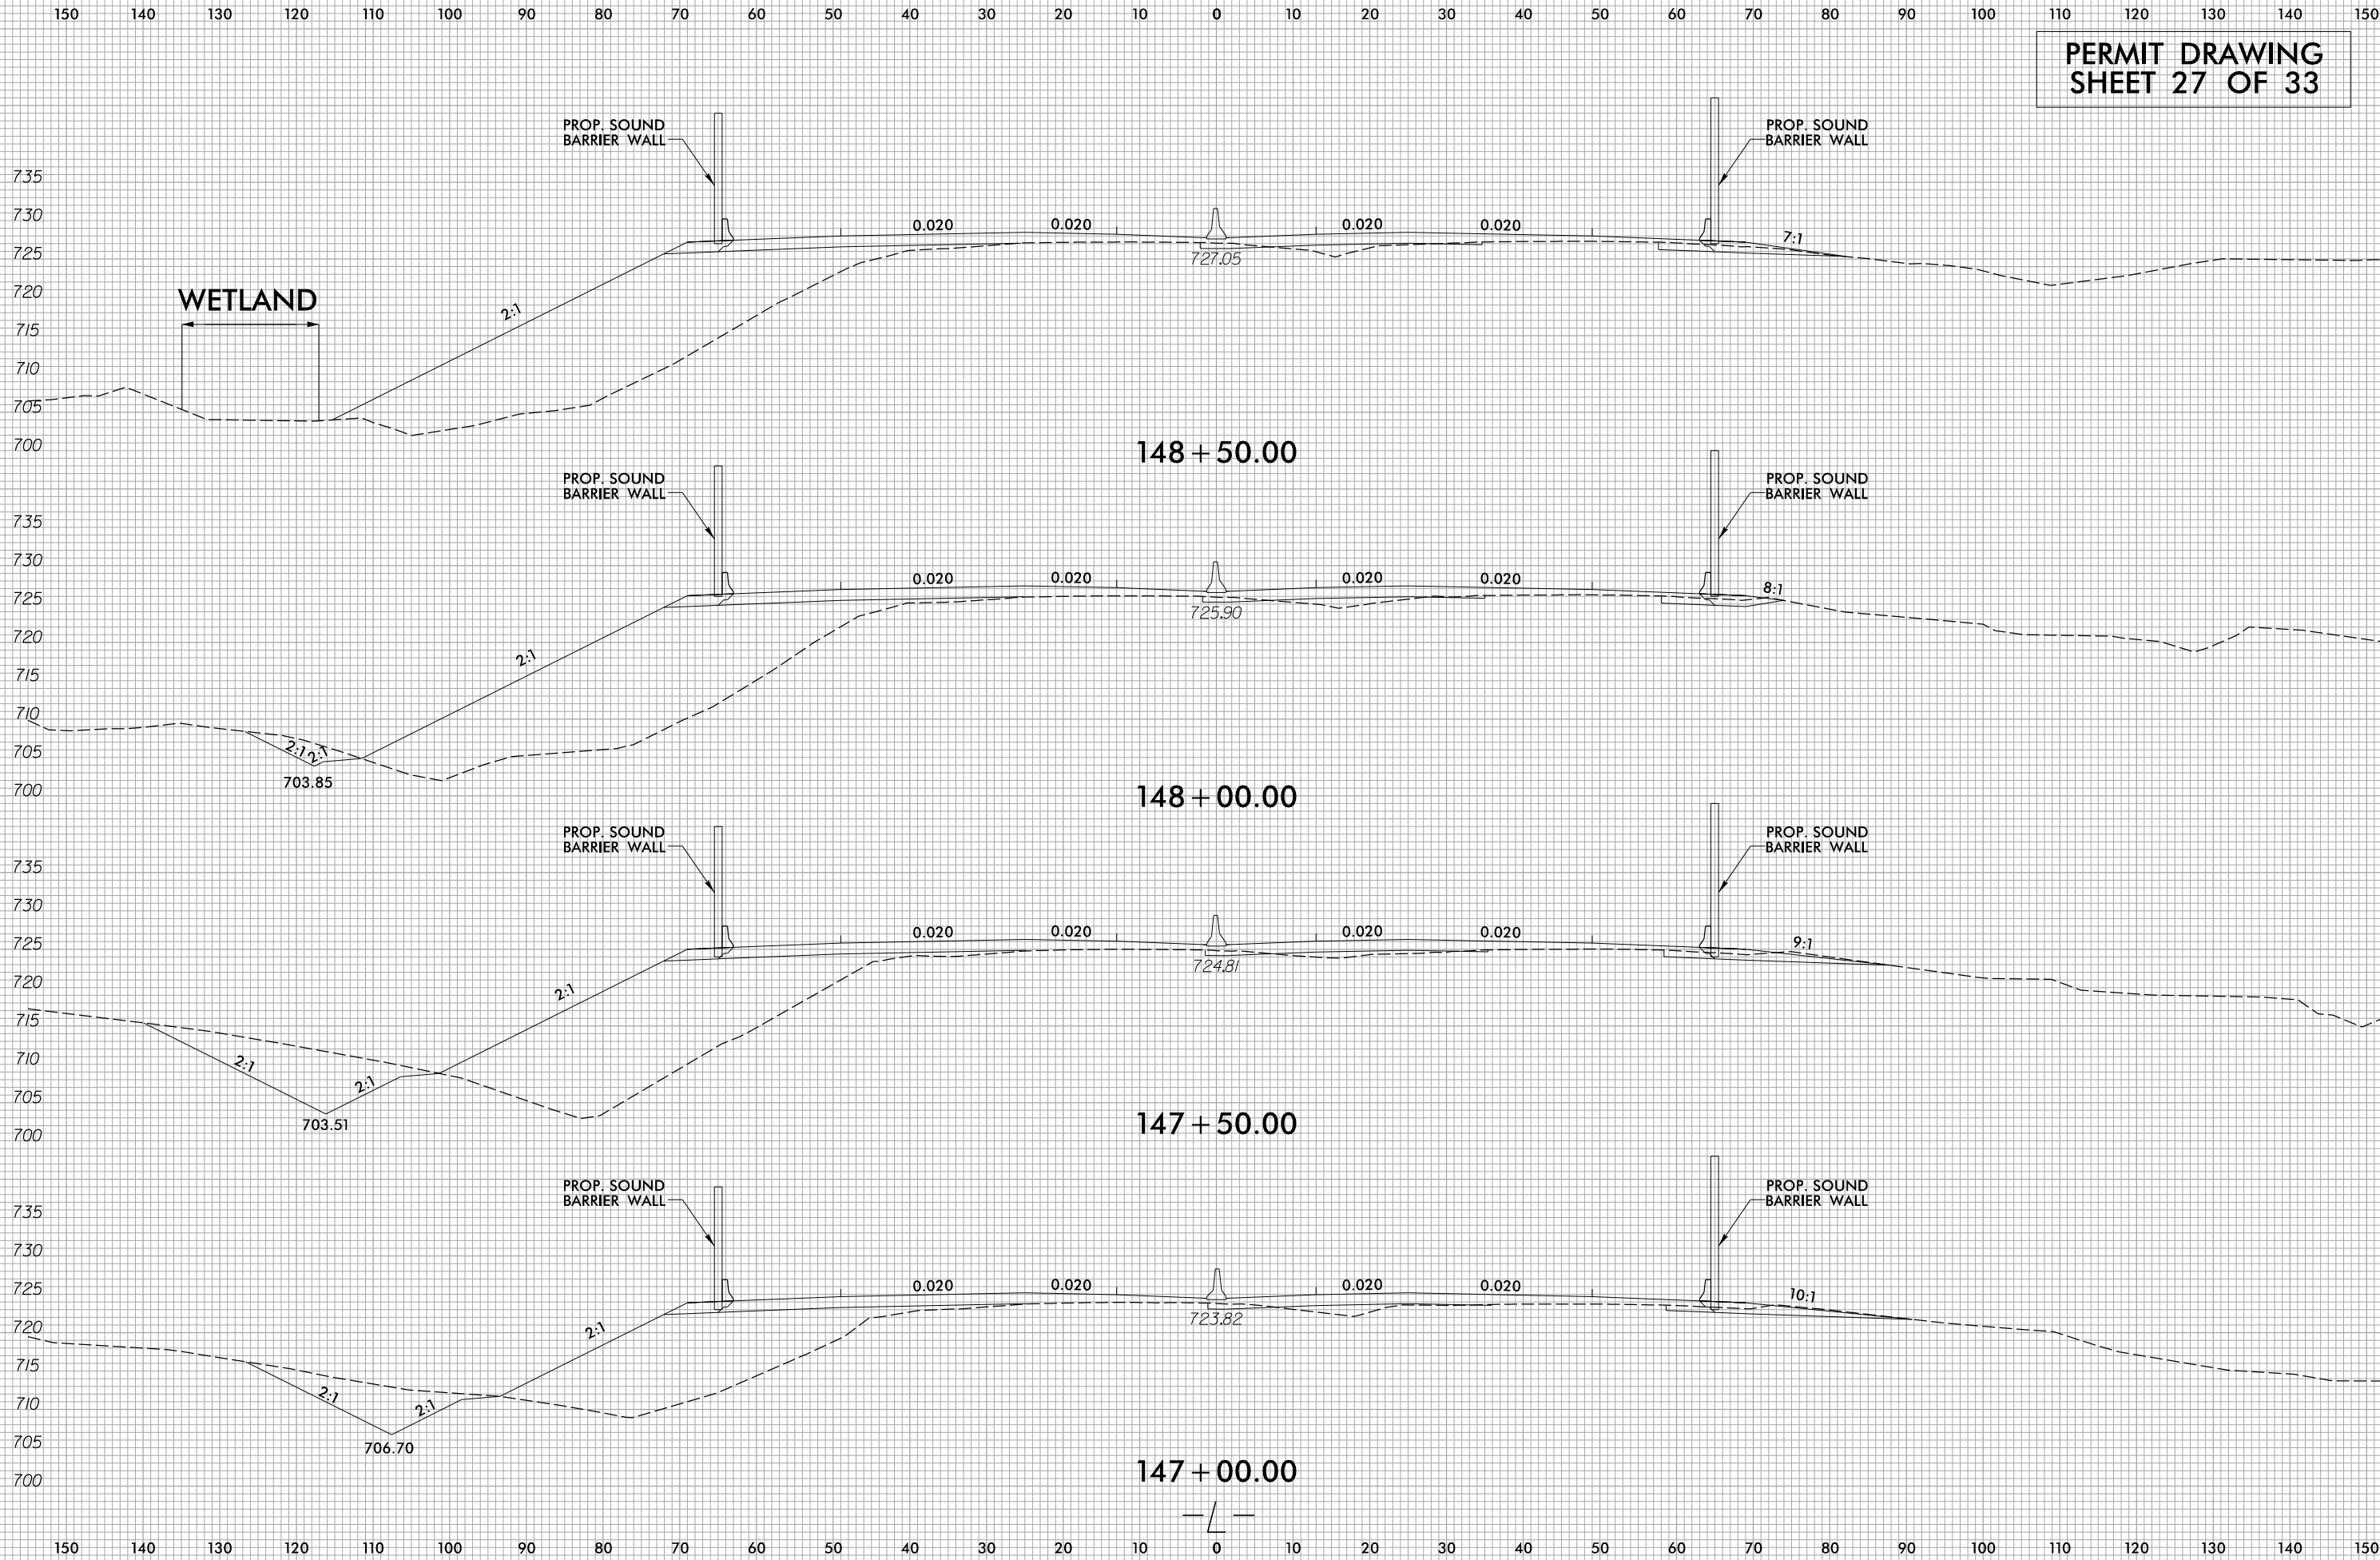 150 140 130 120 110 100 90 80 70 60 50 40 30 20 10 0 10 20 30 40 50 60 70 80 90 100 110 120 130 140 150
PERMIT DRAWING
SHEET 27 OF 33
PROP. SOUND
BARRIER WALL
PROP. SOUND
BARRIER WALL
735
730
725
720
715
710
705
700
0.020 0.020 0.020 0.020
7:1
727.05
WETLAND
2:1
148+50.00
PROP. SOUND
BARRIER WALL
PROP. SOUND
BARRIER WALL
735
730
725
720
715
710
705
700
0.020 0.020 0.020 0.020
8:1
725.90
2:1
2:1
2:1
703.85
148+00.00
PROP. SOUND
BARRIER WALL
PROP. SOUND
BARRIER WALL
735
730
725
720
715
710
705
700
0.020 0.020 0.020 0.020
9:1
724.81
2:1
2:1
2:1
703.51
147+50.00
PROP. SOUND
BARRIER WALL
PROP. SOUND
BARRIER WALL
735
730
725
720
715
710
705
700
0.020 0.020 0.020 0.020
10:1
723.82
2:1
2:1
2:1
706.70
147+00.00
-L-
150 140 130 120 110 100 90 80 70 60 50 40 30 20 10 0 10 20 30 40 50 60 70 80 90 100 110 120 130 140 150